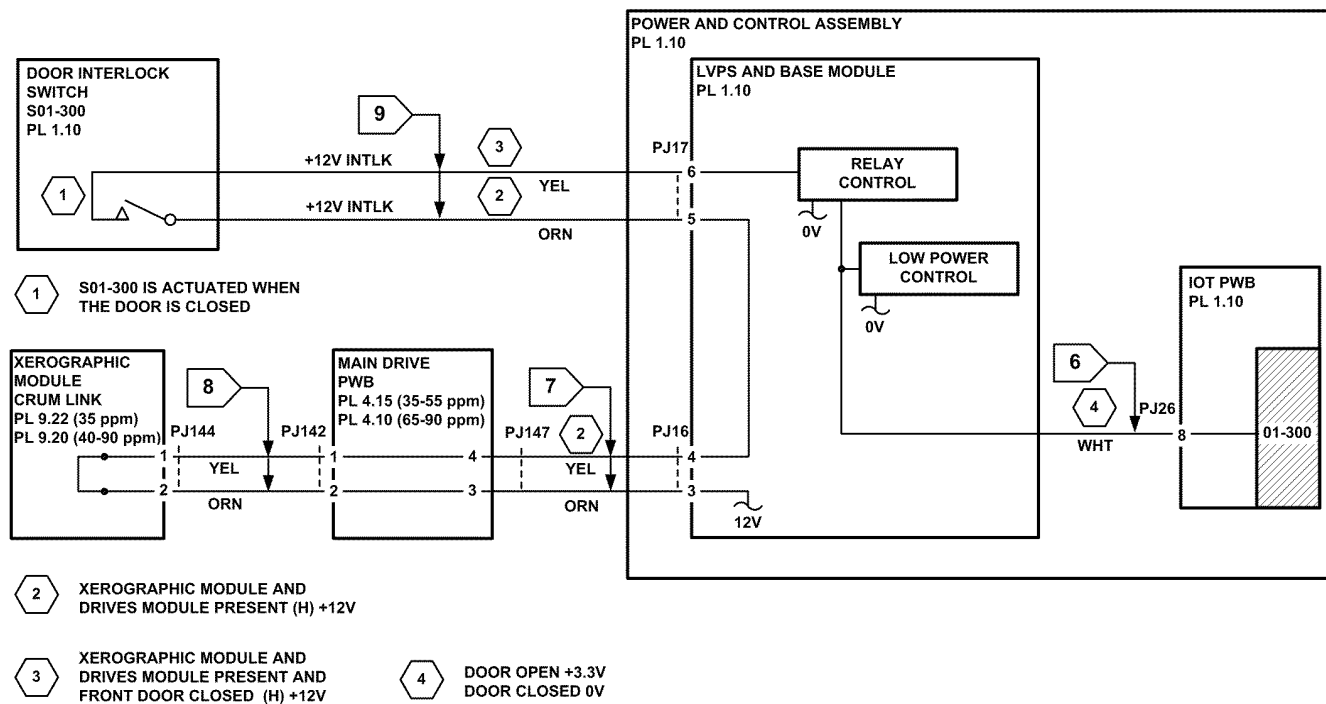 POWER AND CONTROL ASSEMBLY
PL 1.10
DOOR INTERLOCK
SWITCH
S01-300
PL 1.10
LVPS AND BASE MODULE
PL 1.10
9
+12V INTLK
3
YEL
PJ17
6
RELAY
CONTROL
1
2
+12V INTLK
ORN
5
0V
LOW POWER
CONTROL
0V
1
S01-300 IS ACTUATED WHEN
THE DOOR IS CLOSED
IOT PWB
PL 1.10
XEROGRAPHIC
MODULE
CRUM LINK
PL 9.22 (35 ppm)
PL 9.20 (40-90 ppm)
8
MAIN DRIVE
PWB
PL 4.15 (35-55 ppm)
PL 4.10 (65-90 ppm)
7
6
PJ144
PJ142
PJ147
2
PJ16
4
PJ26
8
01-300
WHT
1
YEL
1
4
YEL
4
2
ORN
2
3
ORN
3
12V
2
XEROGRAPHIC MODULE AND
DRIVES MODULE PRESENT (H) +12V
3
XEROGRAPHIC MODULE AND
DRIVES MODULE PRESENT AND
FRONT DOOR CLOSED (H) +12V
4
DOOR OPEN +3.3V
DOOR CLOSED 0V